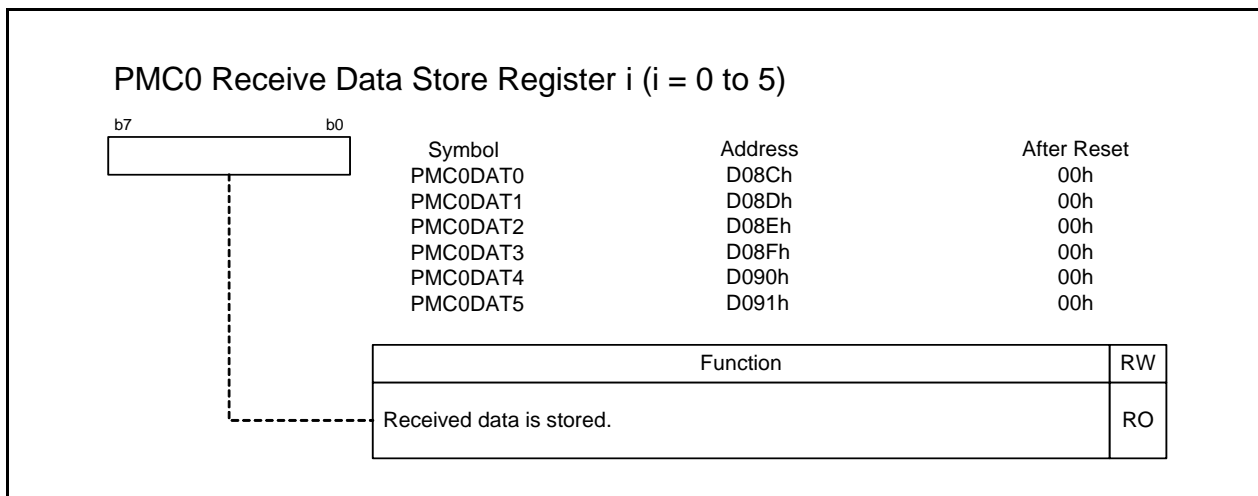 PMC0 Receive Data Store Register i (i = 0 to 5)
b7 b0
Symbol Address After Reset
PMC0DAT0 D08Ch 00h
PMC0DAT1 D08Dh 00h
PMC0DAT2 D08Eh 00h
PMC0DAT3 D08Fh 00h
PMC0DAT4 D090h 00h
PMC0DAT5 D091h 00h
Function RW
Received data is stored. RO